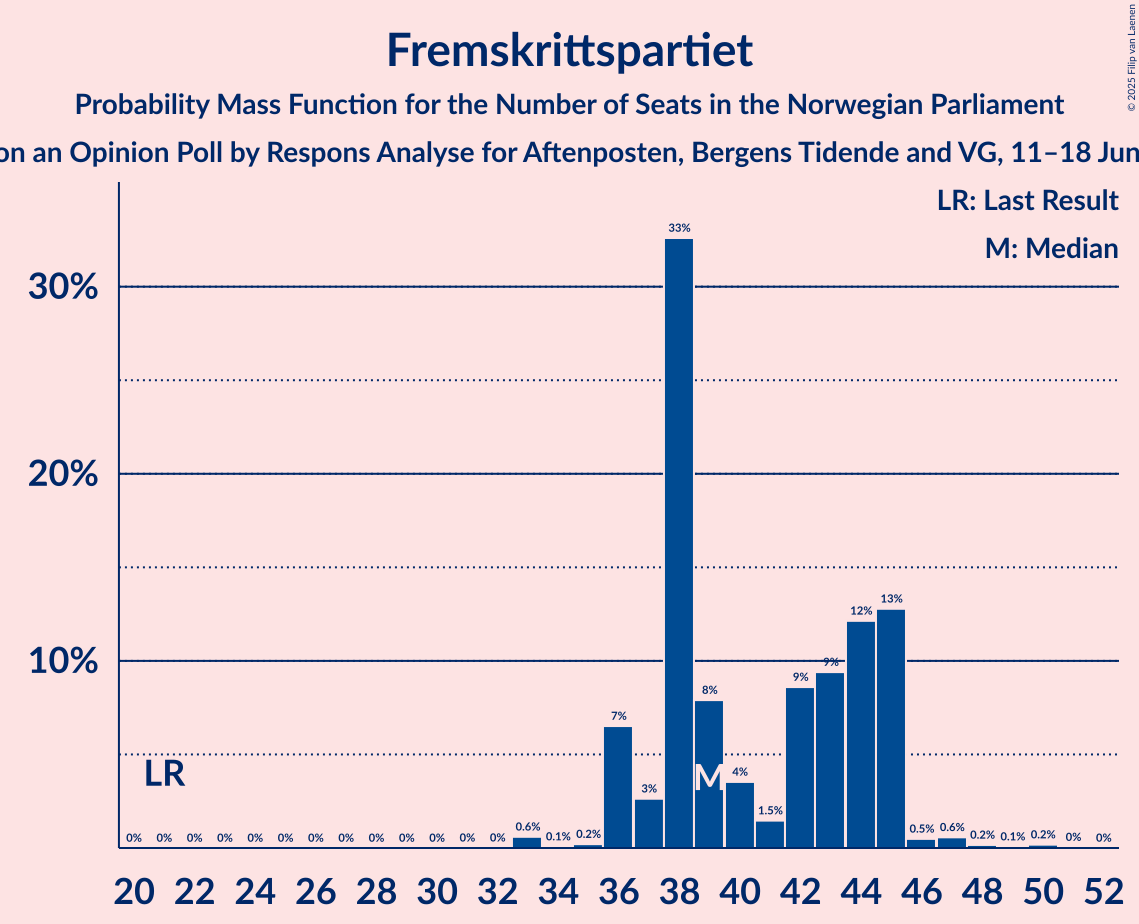 Fremskrittspartiet
Probability Mass Function for the Number of Seats in the Norwegian Parliament
on an Opinion Poll by Respons Analyse for Aftenposten, Bergens Tidende and VG, 11–18 Jun
© 2025 Filip van Laenen
LR: Last Result
M: Median
30%
20%
10%
33%
13%
12%
9%
9%
8%
7%
4%
3%
1.5%
LR
M
0% 0% 0% 0% 0% 0% 0% 0% 0% 0% 0% 0% 0% 0.6% 0.1% 0.2% 0.5% 0.6% 0.2% 0.1% 0.2% 0% 0%
20 22 24 26 28 30 32 34 36 38 40 42 44 46 48 50 52